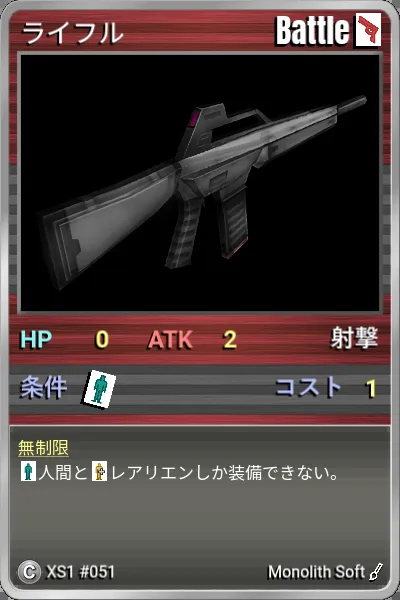 ライフル Battle
HP 0 ATK 2 射撃
条件 コスト 1
無制限
人間とレアリエンしか装備できない。
C XS1 #051 Monolith Soft